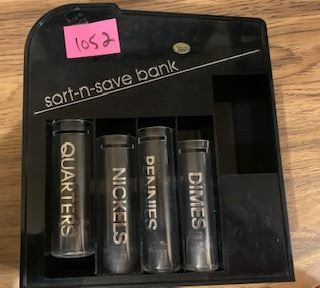 1052
sort-n-save bank
QUARTERS
NICKELS
PENNIES
DIMES